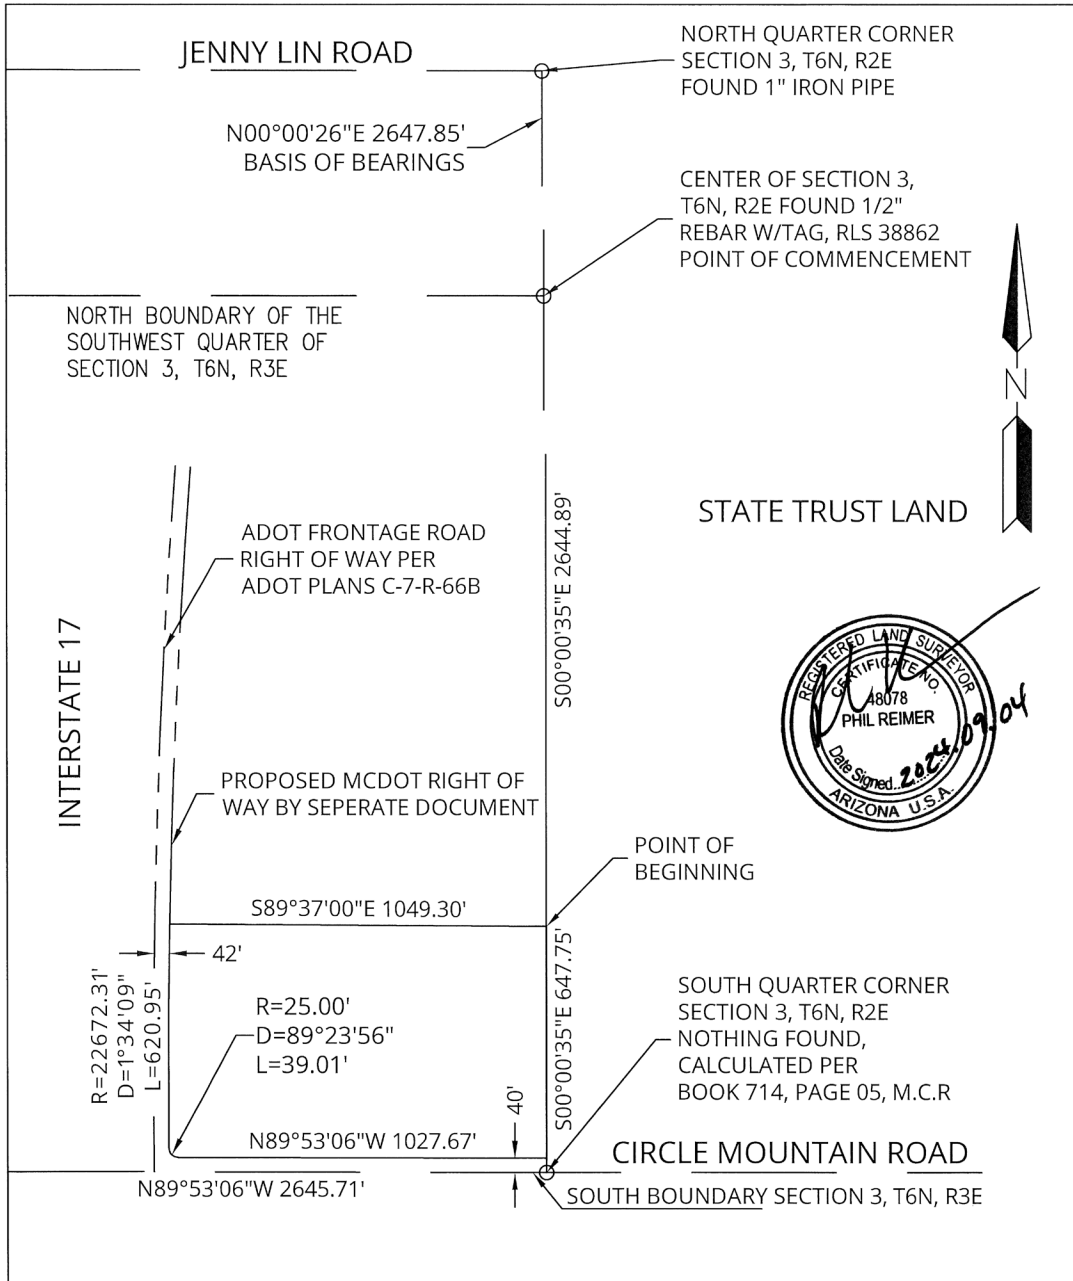 JENNY LIN ROAD
NORTH QUARTER CORNER
SECTION 3, T6N, R2E
FOUND 1" IRON PIPE
N00°00'26"E 2647.85'
BASIS OF BEARINGS
CENTER OF SECTION 3,
T6N, R2E FOUND 1/2"
REBAR W/TAG, RLS 38862
POINT OF COMMENCEMENT
NORTH BOUNDARY OF THE
SOUTHWEST QUARTER OF
SECTION 3, T6N, R3E
N
STATE TRUST LAND
ADOT FRONTAGE ROAD
RIGHT OF WAY PER
ADOT PLANS C-7-R-66B
S00°00'35"E 2644.89'
INTERSTATE 17
REGISTERED LAND SURVEYOR
CERTIFICATE NO.
48078
PHIL REIMER
Date Signed..2024.09.04
ARIZONA U.S.A.
PROPOSED MCDOT RIGHT OF
WAY BY SEPERATE DOCUMENT
POINT OF
BEGINNING
S89°37'00"E 1049.30'
42'
R=22672.31'
D=1°34'09"
L=620.95'
R=25.00'
D=89°23'56"
L=39.01'
S00°00'35"E 647.75'
SOUTH QUARTER CORNER
SECTION 3, T6N, R2E
NOTHING FOUND,
CALCULATED PER
BOOK 714, PAGE 05, M.C.R
40'
N89°53'06"W 1027.67'
CIRCLE MOUNTAIN ROAD
N89°53'06"W 2645.71'
SOUTH BOUNDARY SECTION 3, T6N, R3E